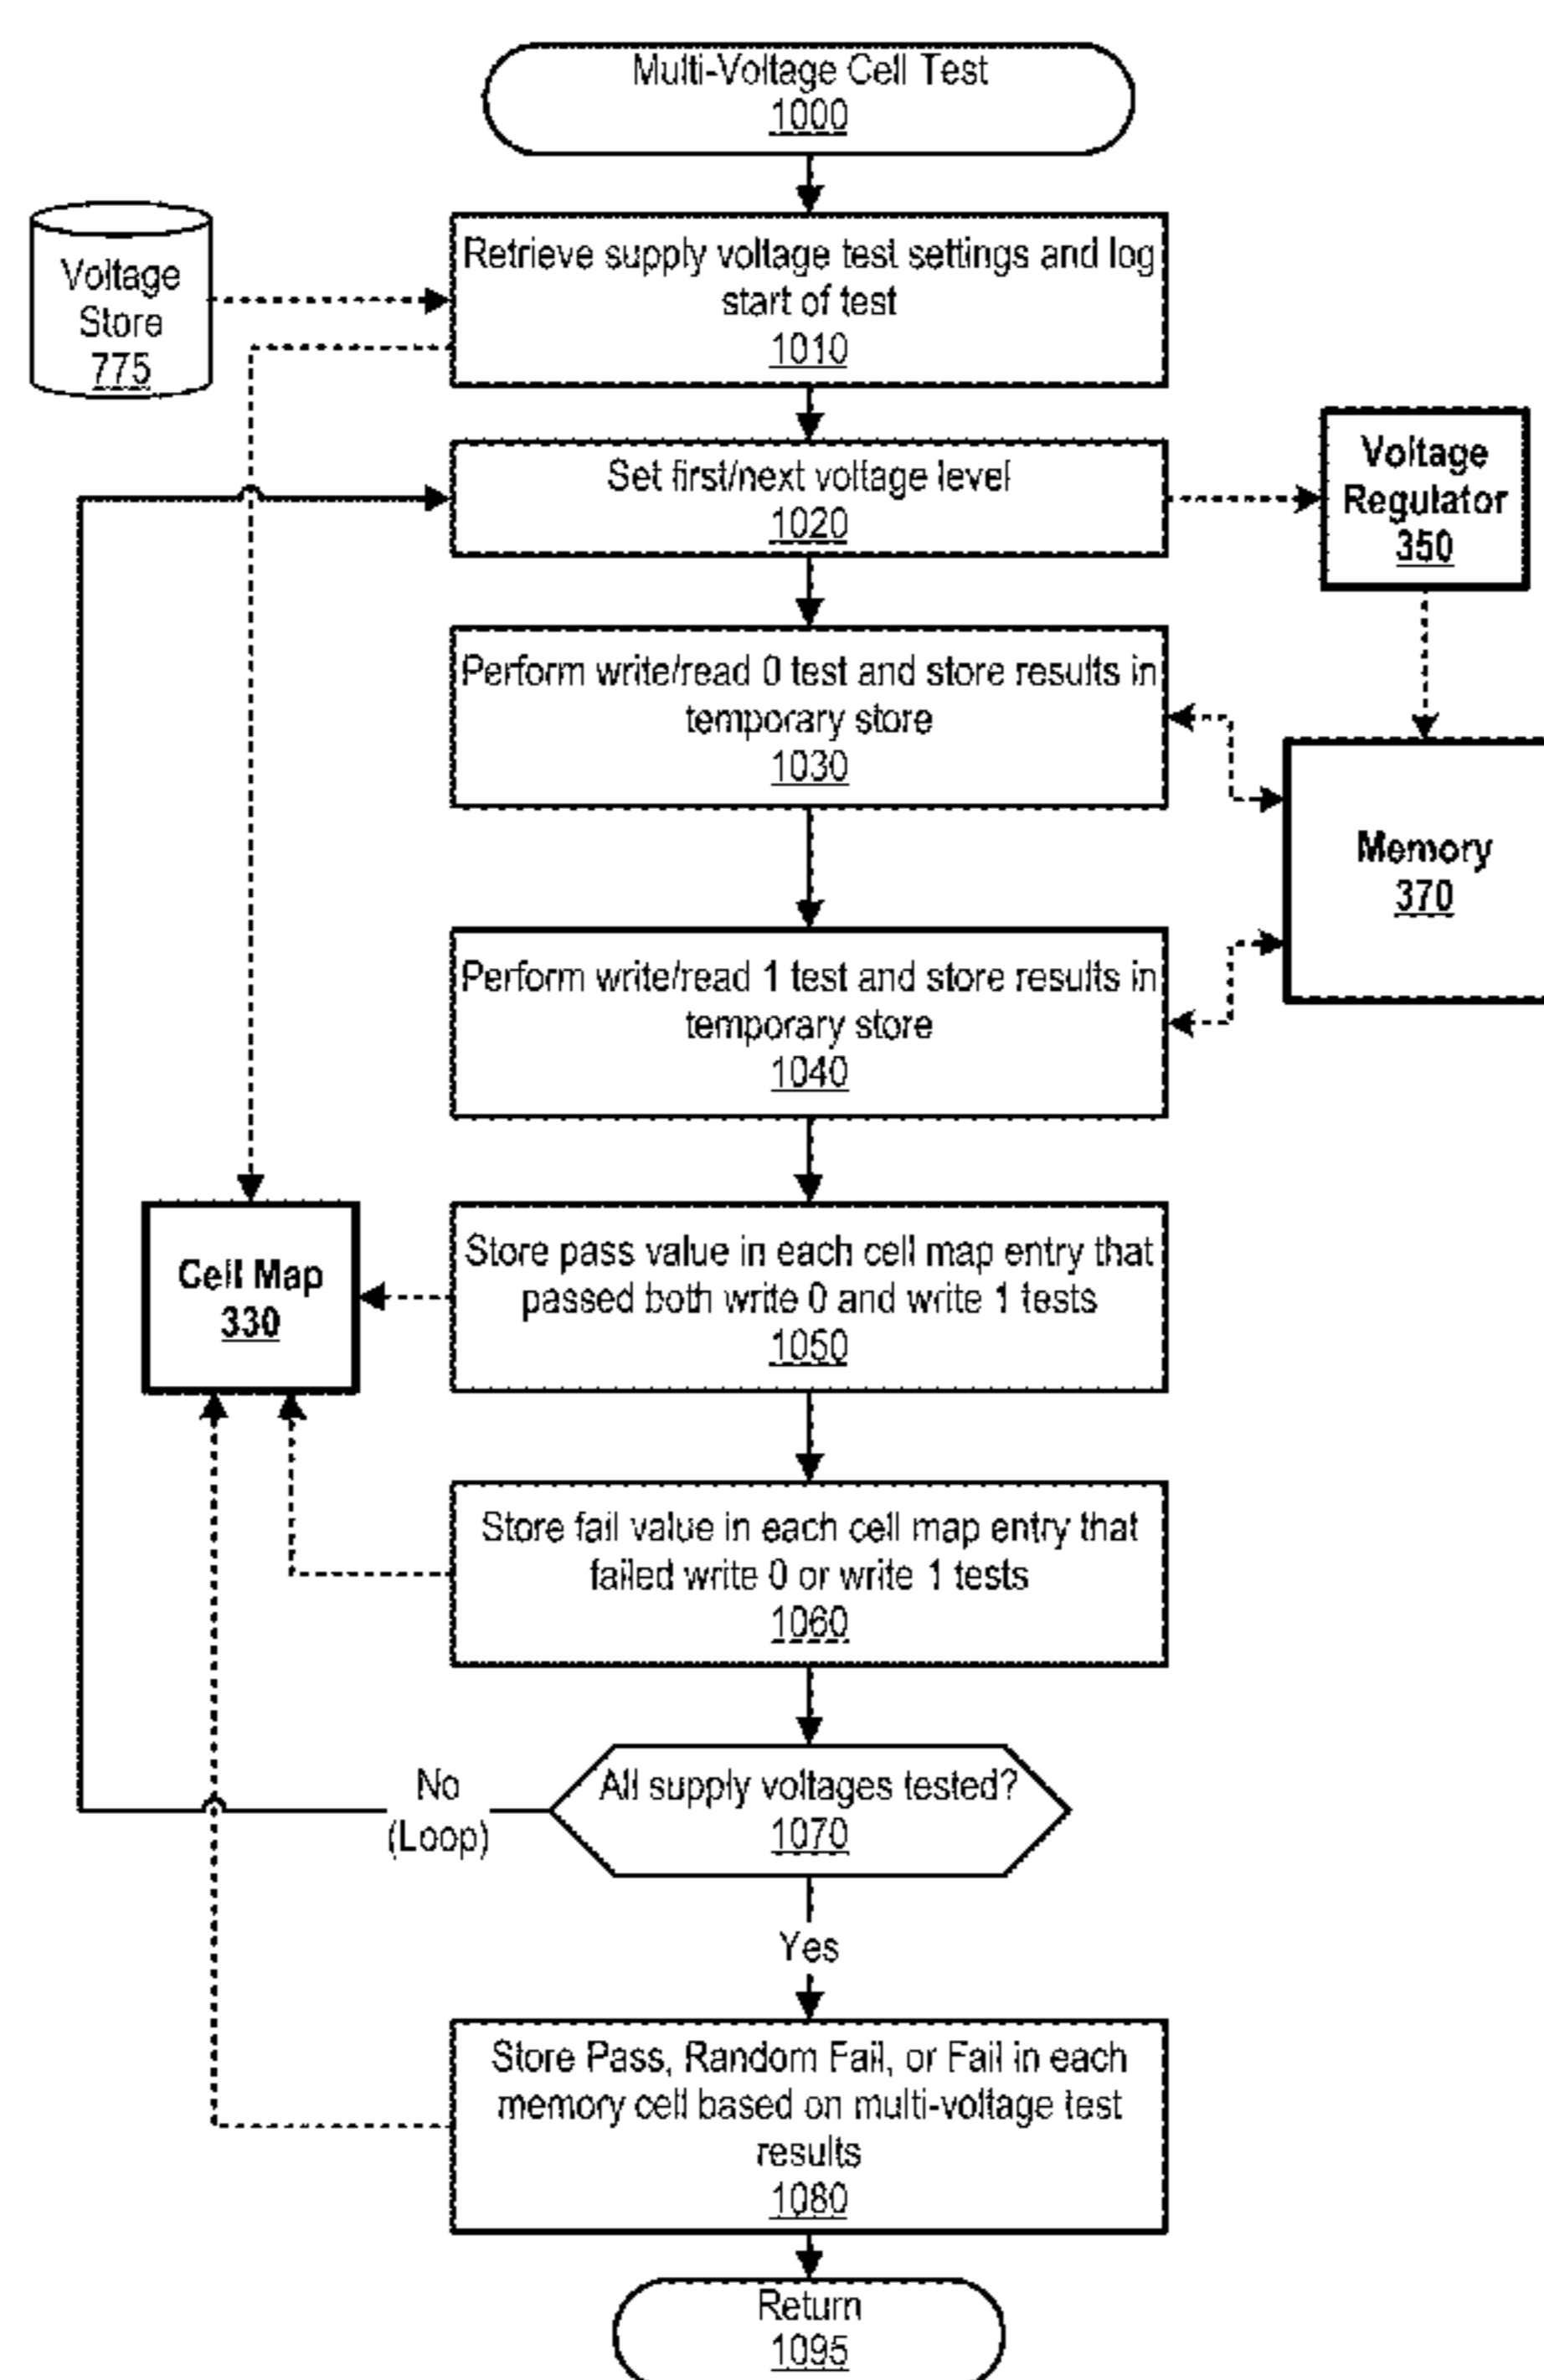 Multi-Voltage Cell Test
1000
Voltage
Store
775
Retrieve supply voltage test settings and log
start of test
1010
Set first/next voltage level
1020
Voltage
Regulator
350
Perform write/read 0 test and store results in
temporary store
1030
Memory
370
Perform write/read 1 test and store results in
temporary store
1040
Cell Map
330
Store pass value in each cell map entry that
passed both write 0 and write 1 tests
1050
Store fail value in each cell map entry that
failed write 0 or write 1 tests
1060
No
(Loop)
All supply voltages tested?
1070
Yes
Store Pass, Random Fail, or Fail in each
memory cell based on multi-voltage test
results
1080
Return
1095